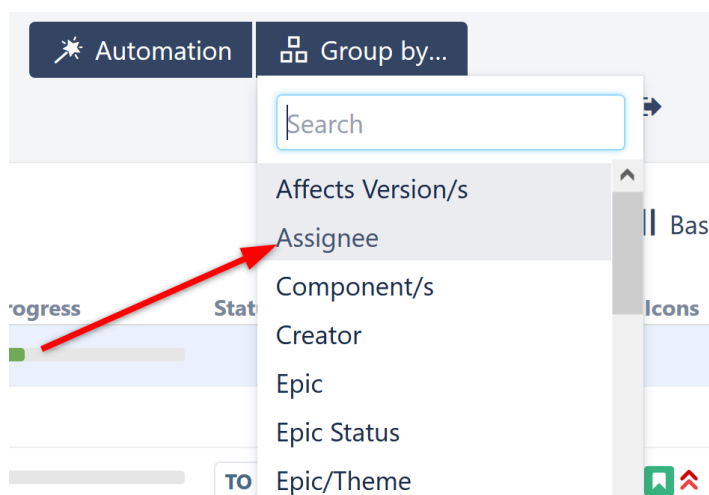 Automation
Group by...
Search
Affects Version/s
Assignee
Bas
Component/s
rogress
Stat
Icons
Creator
Epic
Epic Status
TO
Epic/Theme